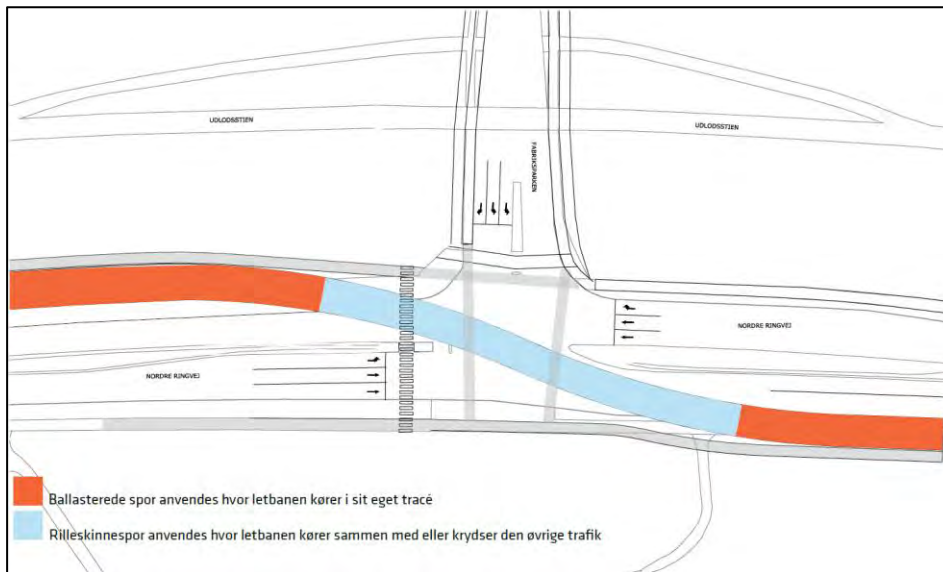 UDLODSSTIEN
UDLODSSTIEN
FABRIKSPARKEN
NORDRE RINGVEJ
NORDRE RINGVEJ
Ballasterede spor anvendes hvor letbanen kører i sit eget tracé
Rilleskinnespor anvendes hvor letbanen kører sammen med eller krydser den øvrige trafik